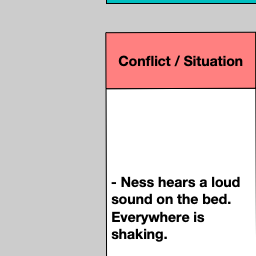 Conflict / Situation
- Ness hears a loud
sound on the bed.
Everywhere is
shaking.